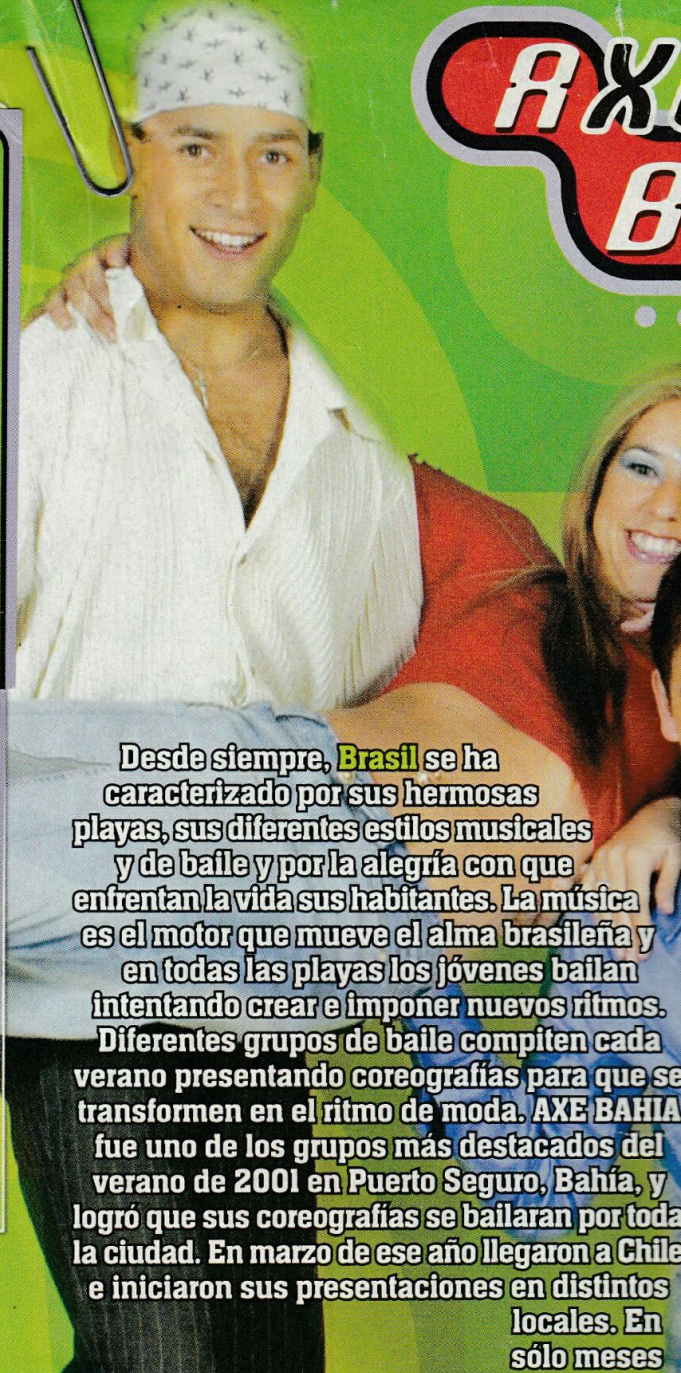 AX
B
Desde siempre, Brasil se ha
caracterizado por sus hermosas
playas, sus diferentes estilos musicales
y de baile y por la alegría con que
enfrentan la vida sus habitantes. La música
es el motor que mueve el alma brasileña y
en todas las playas los jóvenes bailan
intentando crear e imponer nuevos ritmos.
Diferentes grupos de baile compiten cada
verano presentando coreografías para que se
transformen en el ritmo de moda. AXE BAHIA
fue uno de los grupos más destacados del
verano de 2001 en Puerto Seguro, Bahía, y
logró que sus coreografías se bailaran por toda
la ciudad. En marzo de ese año llegaron a Chile
e iniciaron sus presentaciones en distintos
locales. En
sólo meses